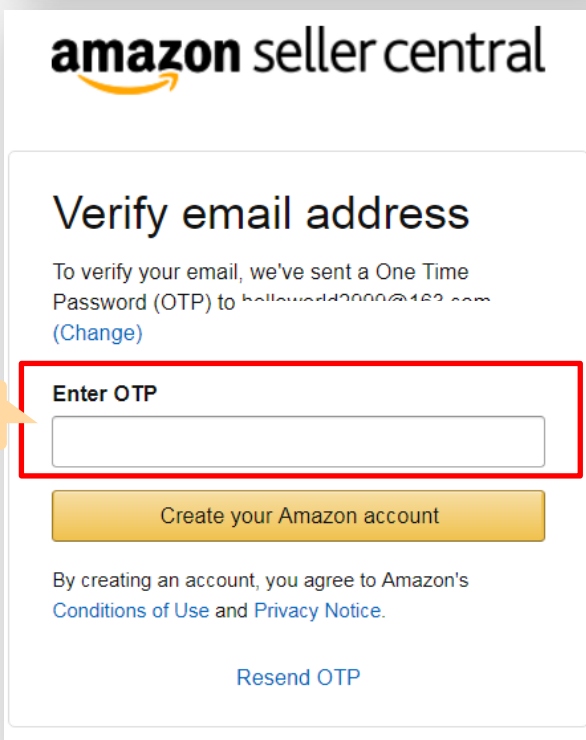 amazon seller central
Verify email address
To verify your email, we've sent a One Time
Password (OTP) to
(Change)
Enter OTP
Create your Amazon account
By creating an account, you agree to Amazon's
Conditions of Use and Privacy Notice.
Resend OTP